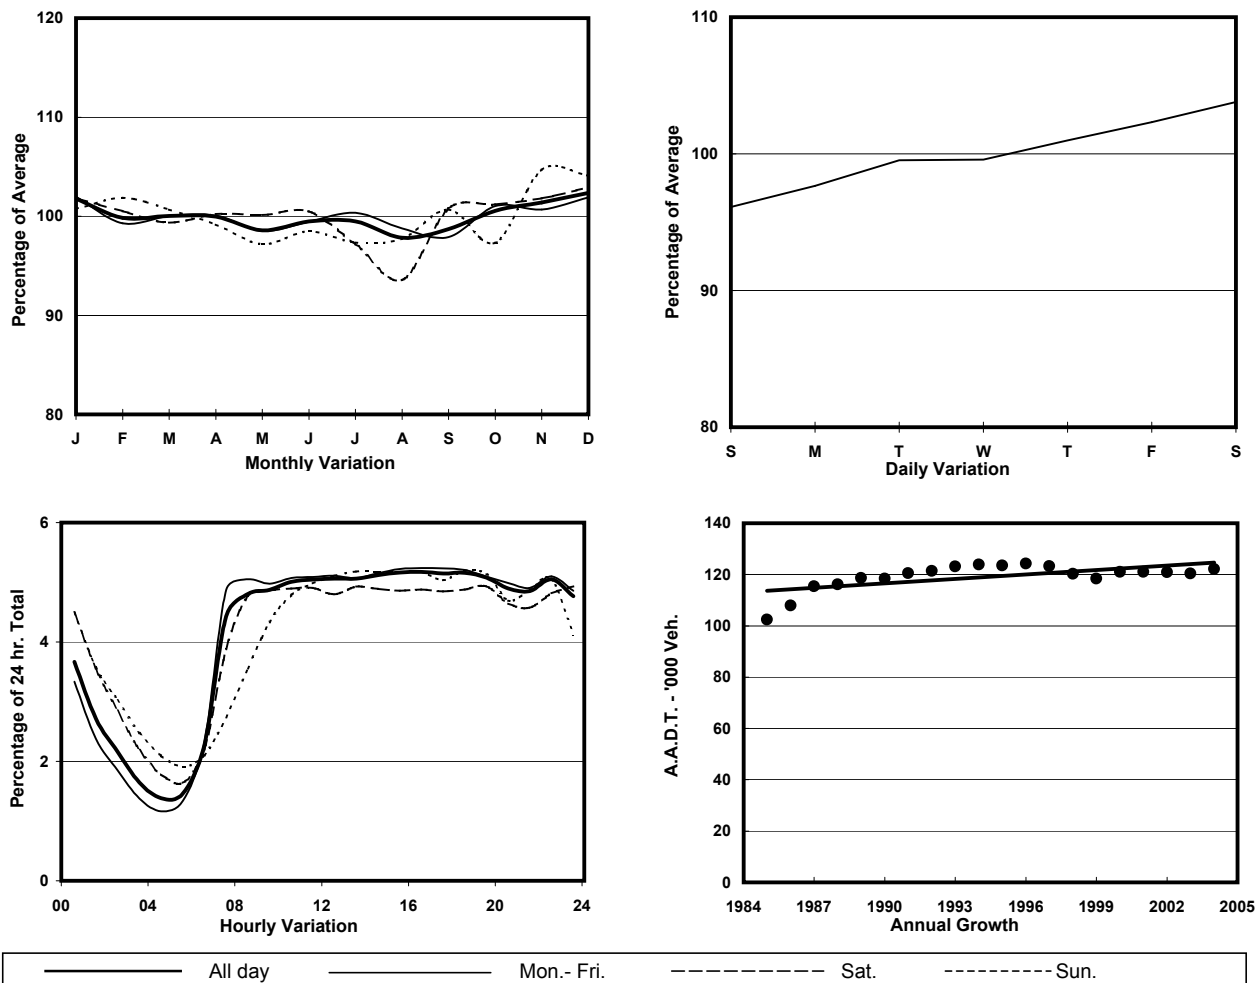 120
110
100
90
80
Percentage of Average
J F M A M J J A S O N D
Monthly Variation
110
100
90
80
Percentage of Average
S M T W T F S
Daily Variation
6
4
2
0
Percentage of 24 hr. Total
00 04 08 12 16 20 24
Hourly Variation
140
120
100
80
60
40
20
0
A.A.D.T. - '000 Veh.
1984 1987 1990 1993 1996 1999 2002 2005
Annual Growth
All day Mon.- Fri. Sat. Sun.